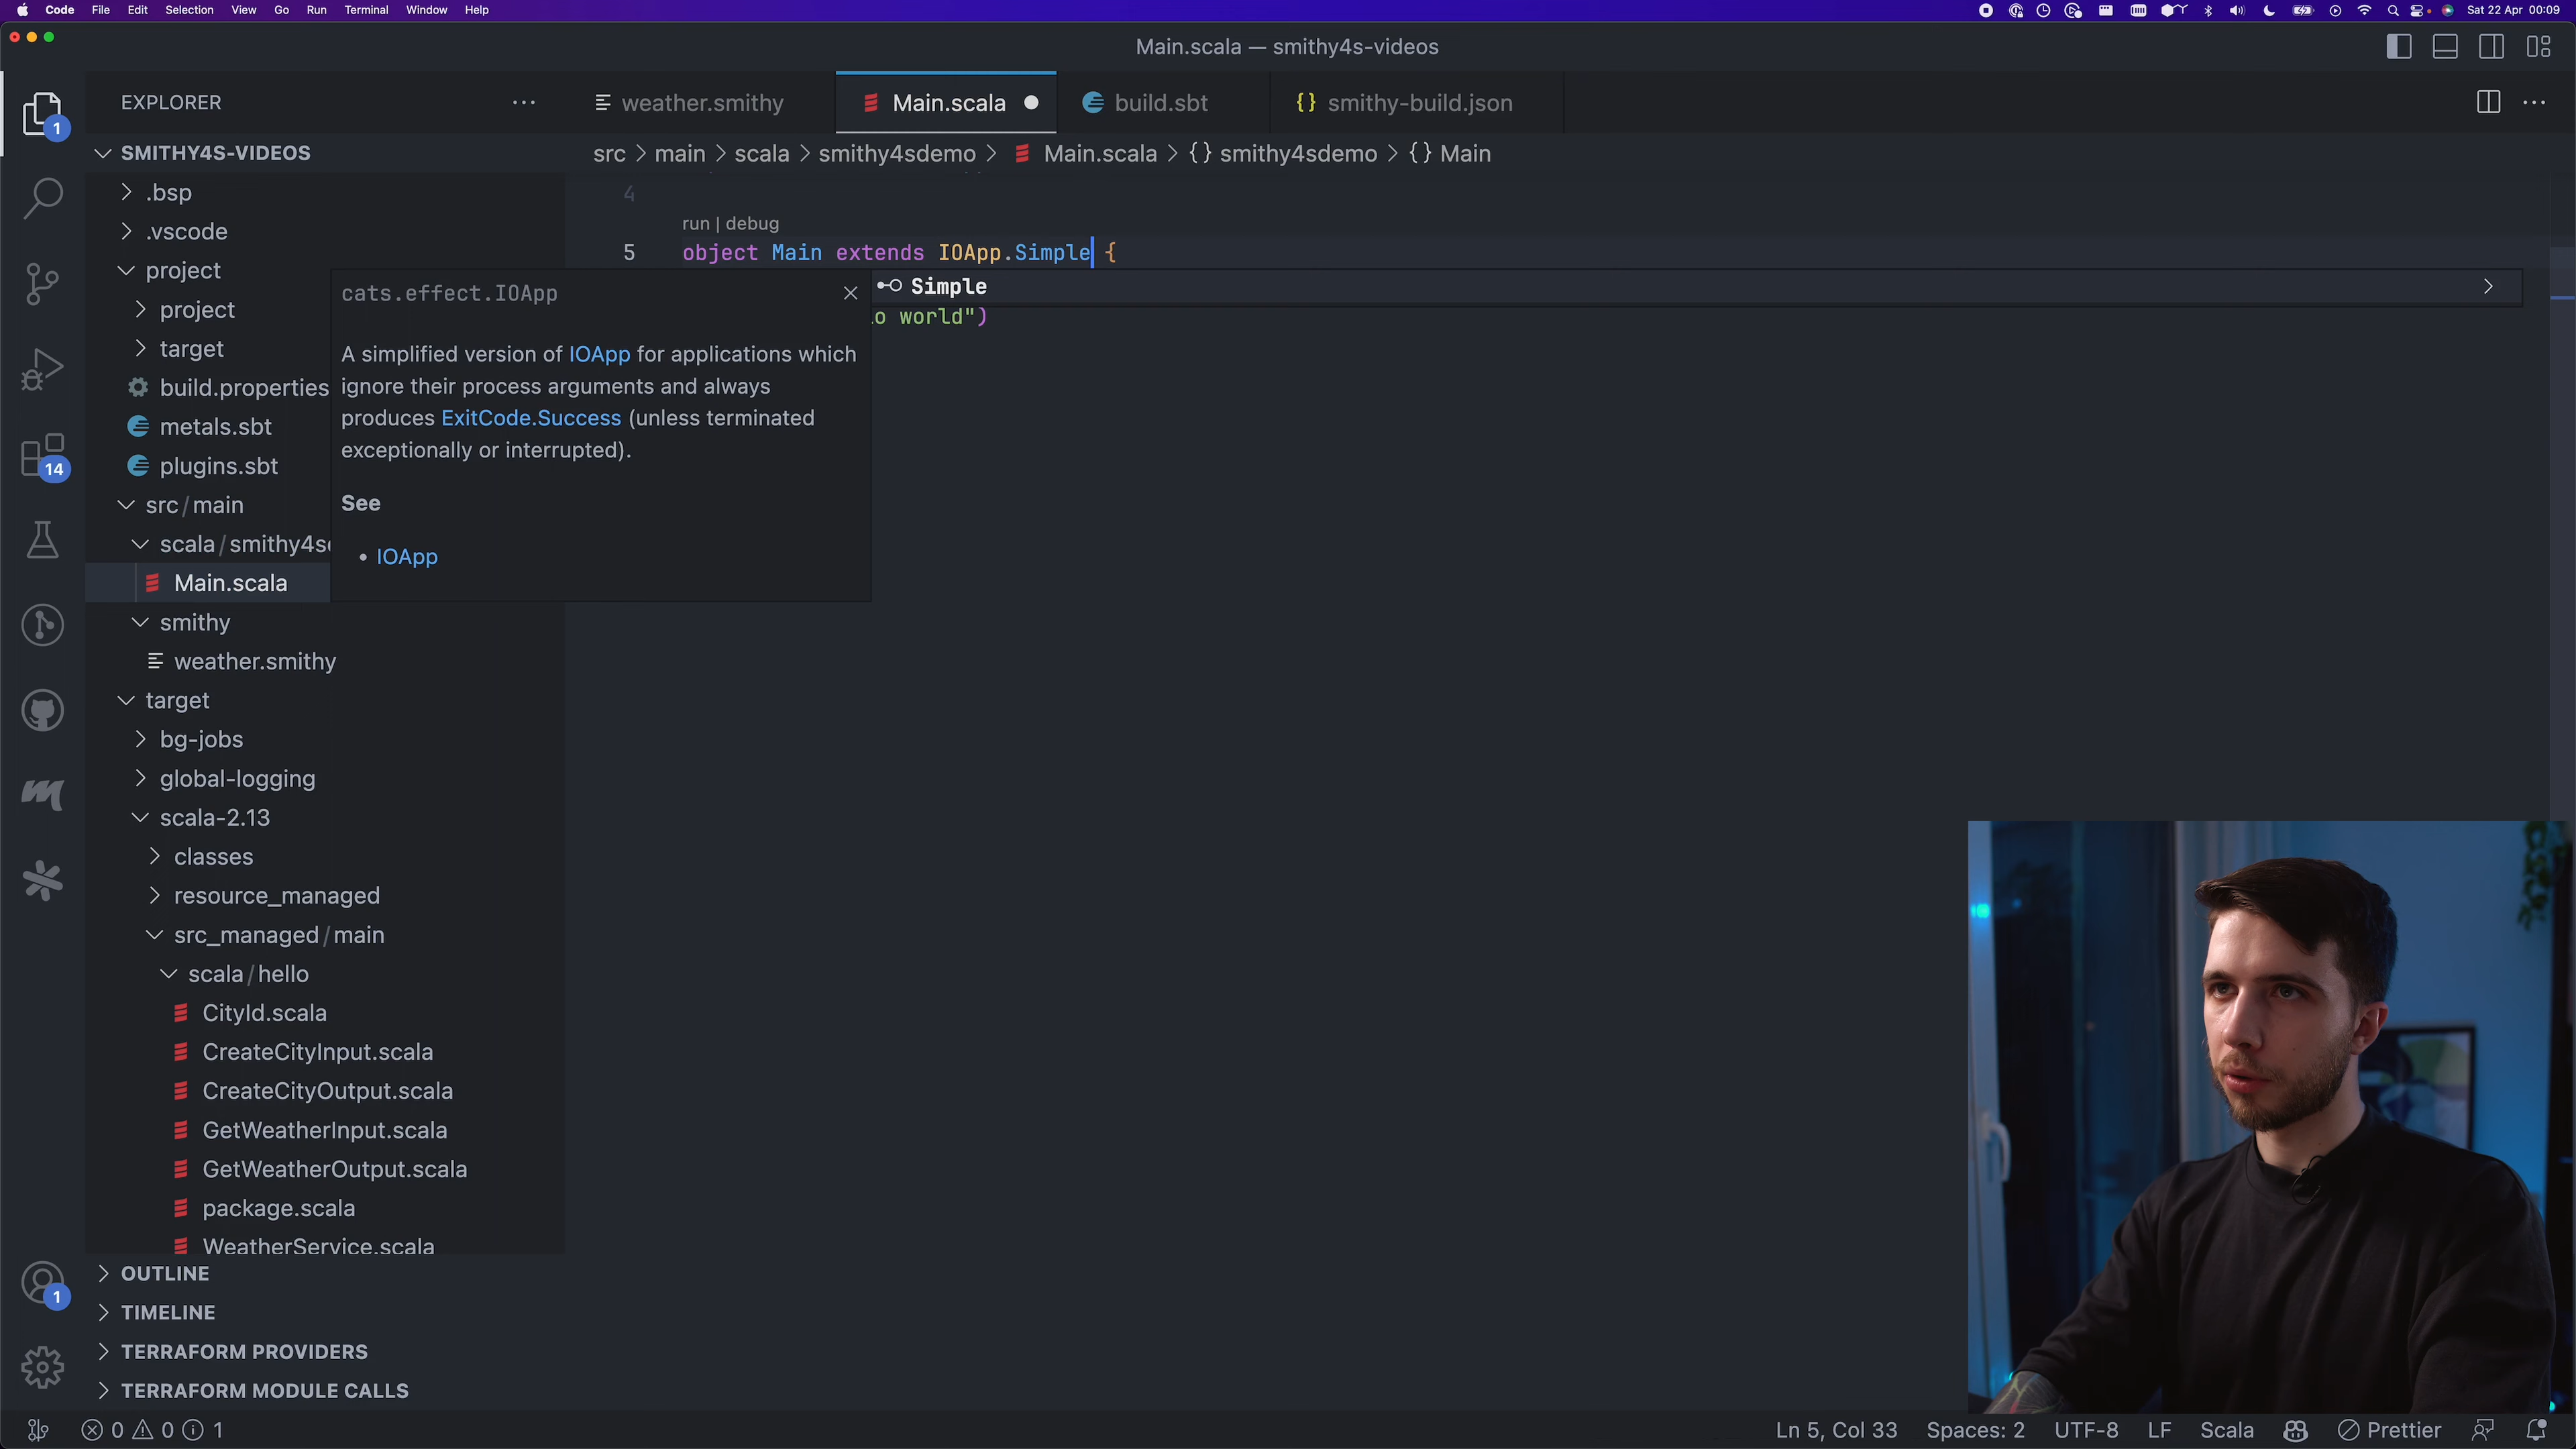 Code File Edit Selection View Go Run Terminal Window Help
Sat 22 Apr 00:09
Main.scala — smithy4s-videos
1
EXPLORER
weather.smithy
Main.scala
build.sbt
{} smithy-build.json
SMITHY4S-VIDEOS
src > main > scala > smithy4sdemo > Main.scala > {} smithy4sdemo > {} Main
.bsp
.vscode
project
project
target
build.properties
metals.sbt
plugins.sbt
src/main
scala/smithy4s
Main.scala
smithy
weather.smithy
target
bg-jobs
global-logging
scala-2.13
classes
resource_managed
src_managed/main
scala/hello
CityId.scala
CreateCityInput.scala
CreateCityOutput.scala
GetWeatherInput.scala
GetWeatherOutput.scala
package.scala
WeatherService.scala
OUTLINE
TIMELINE
TERRAFORM PROVIDERS
TERRAFORM MODULE CALLS
14
1
4
run | debug
5 object Main extends IOApp.Simple {
Simple
lo world")
cats.effect.IOApp
A simplified version of IOApp for applications which
ignore their process arguments and always
produces ExitCode.Success (unless terminated
exceptionally or interrupted).
See
• IOApp
0 0 1
Ln 5, Col 33 Spaces: 2 UTF-8 LF Scala Prettier